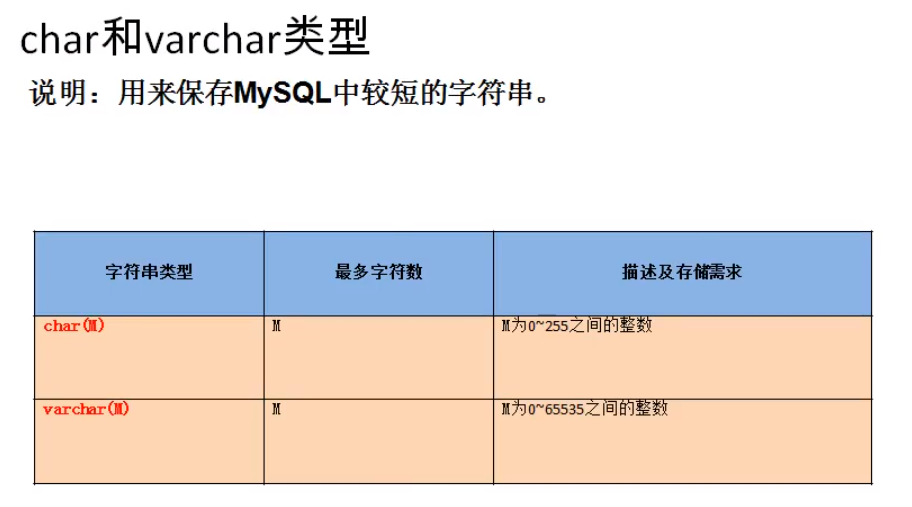 char和varchar类型
说明：用来保存MySQL中较短的字符串。
字符串类型 最多字符数 描述及存储需求
char(M) M M为0~255之间的整数
varchar(M) M M为0~65535之间的整数